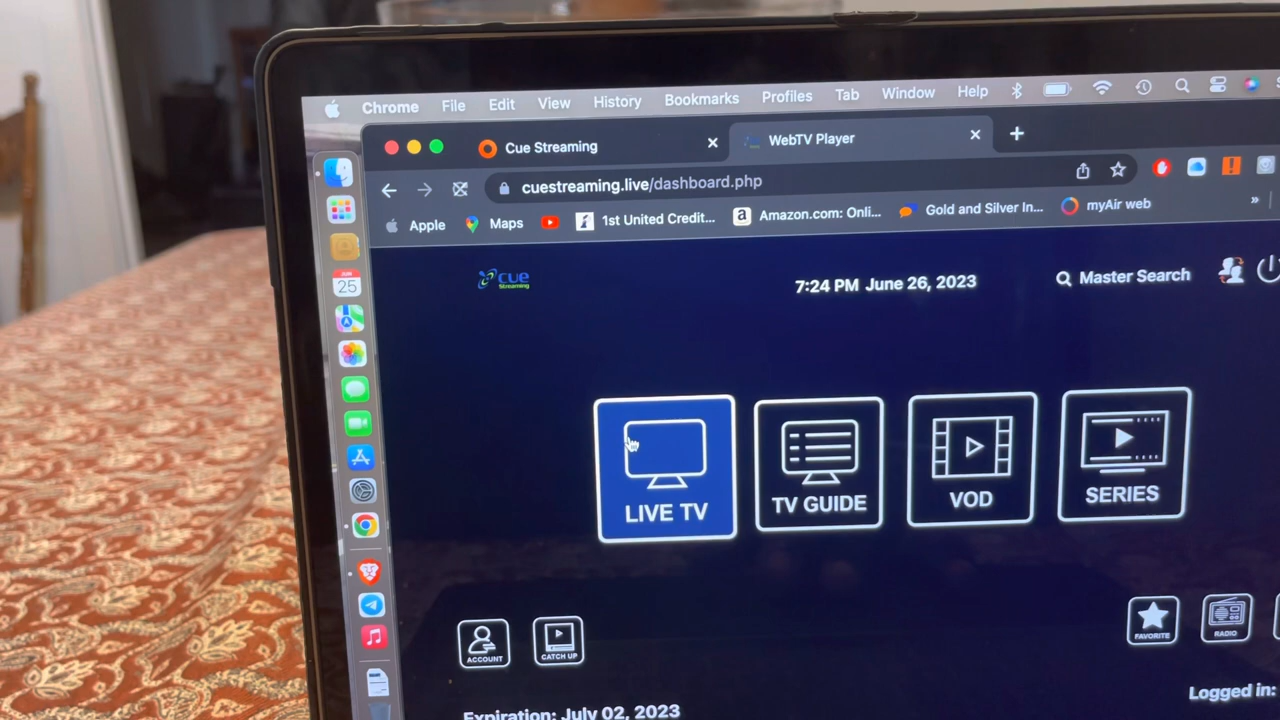 Chrome File Edit View History Bookmarks Profiles Tab Window Help
Cue Streaming
WebTV Player
cuestreaming.live/dashboard.php
Apple Maps 1st United Credit... Amazon.com: Onli... Gold and Silver In... myAir web »
JUN
25
cue
Streaming
7:24 PM June 26, 2023
Master Search
LIVE TV
TV GUIDE
VOD
SERIES
ACCOUNT
CATCH UP
FAVORITE
RADIO
Expiration: July 02, 2023
Logged in: